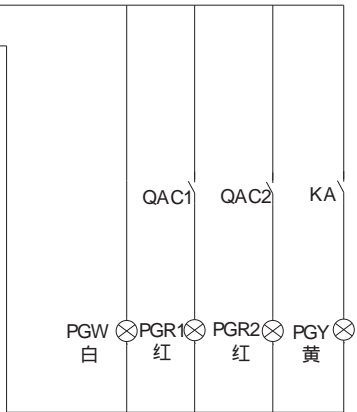 QAC1 QAC2 KA
PGW PGR1 PGR2 PGY
白 红 红 黄